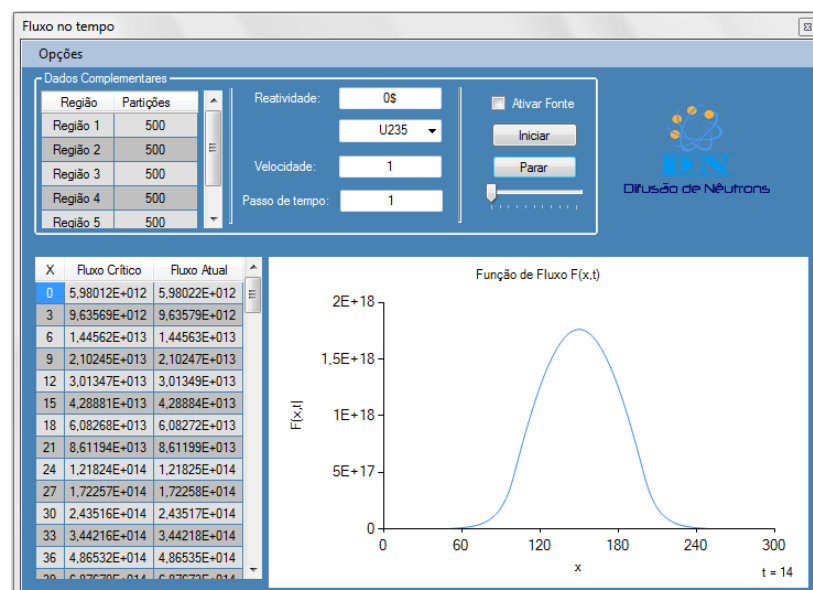 Fluxo no tempo
Opções
Dados Complementares
Região Partições
Região 1 500
Região 2 500
Região 3 500
Região 4 500
Região 5 500
Reatividade: 0$
U235
Velocidade: 1
Passo de tempo: 1
Ativar Fonte
Iniciar
Parar
DEN
Difusão de Nêutrons
X Fluxo Crítico Fluxo Atual
0 5,98012E+012 5,98022E+012
3 9,63569E+012 9,63579E+012
6 1,44562E+013 1,44563E+013
9 2,10245E+013 2,10247E+013
12 3,01347E+013 3,01349E+013
15 4,28881E+013 4,28884E+013
18 6,08268E+013 6,08272E+013
21 8,61194E+013 8,61199E+013
24 1,21824E+014 1,21825E+014
27 1,72257E+014 1,72258E+014
30 2,43516E+014 2,43517E+014
33 3,44216E+014 3,44218E+014
36 4,86532E+014 4,86535E+014
Função de Fluxo F(x,t)
2E+18
1,5E+18
1E+18
5E+17
0
F(x,t)
0 60 120 180 240 300
x
t = 14